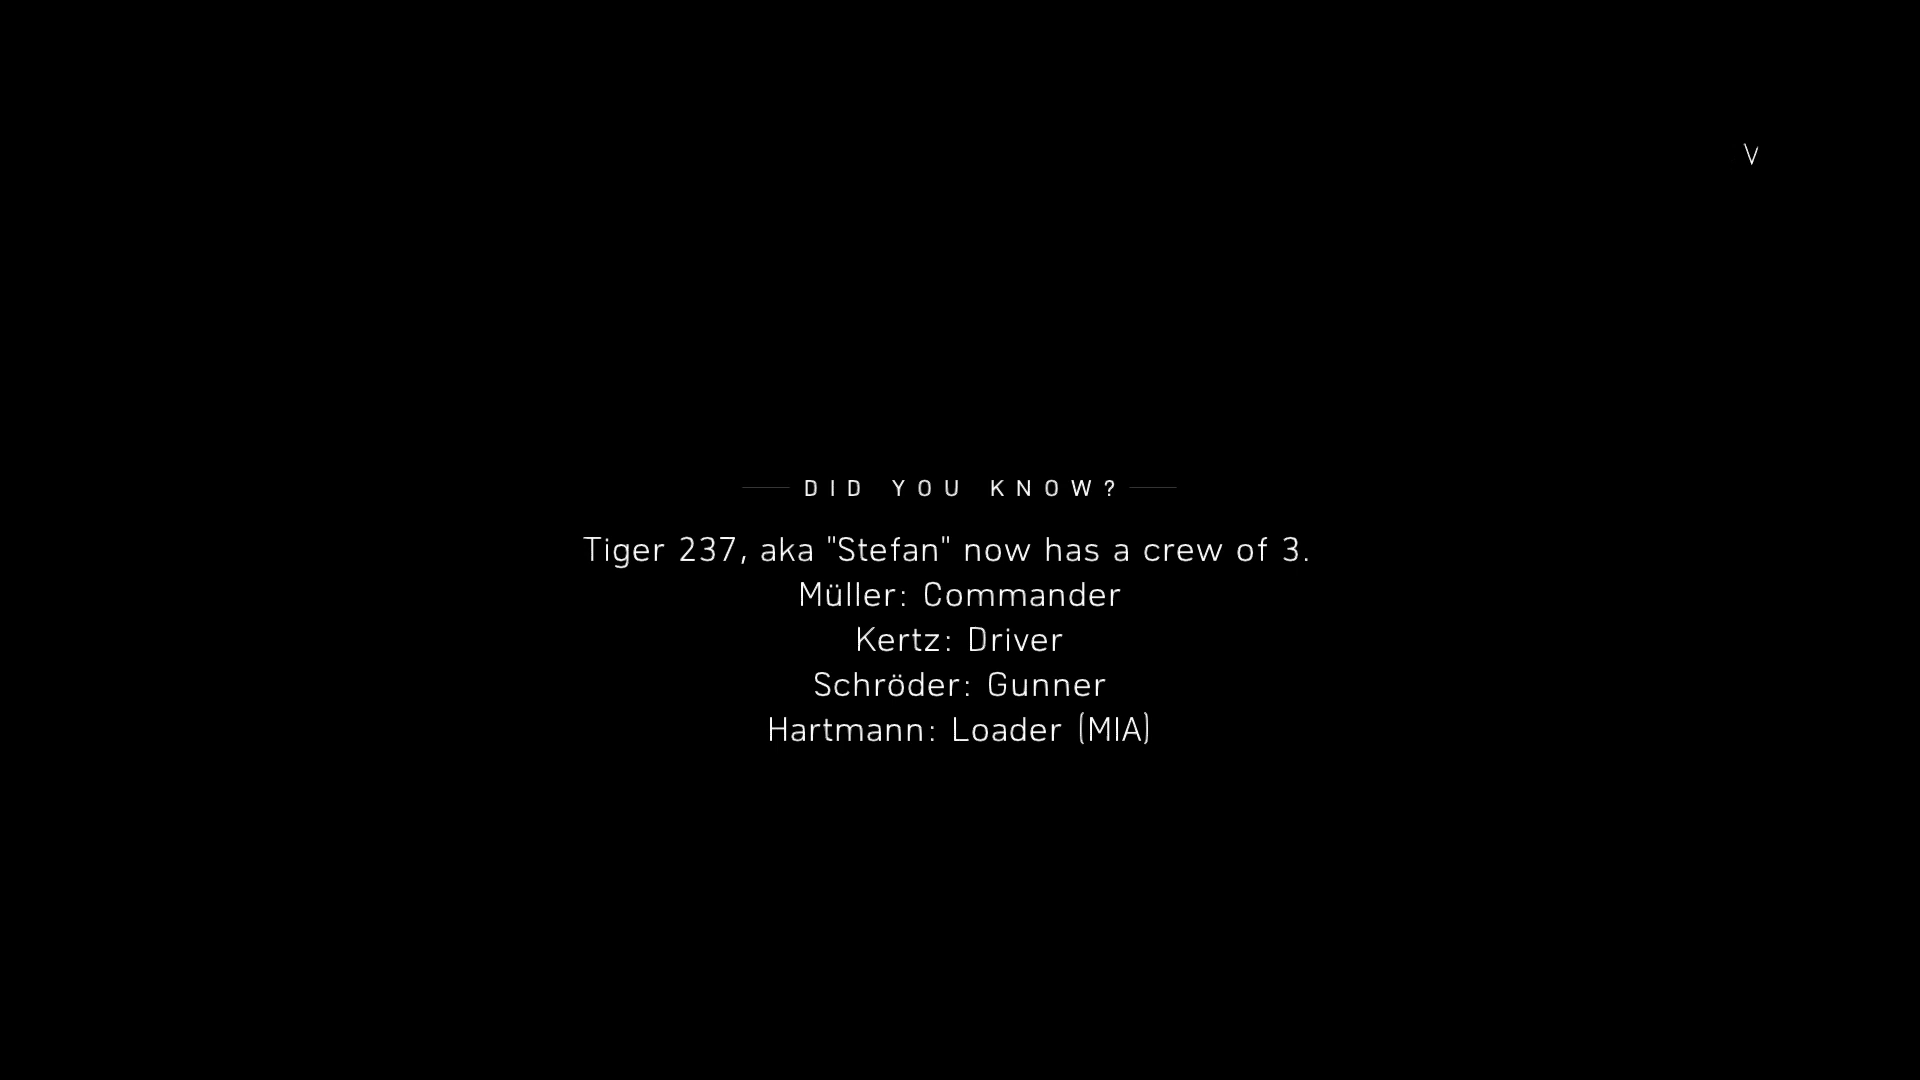 V
DID YOU KNOW?
Tiger 237, aka "Stefan" now has a crew of 3.
Müller: Commander
Kertz: Driver
Schröder: Gunner
Hartmann: Loader (MIA)